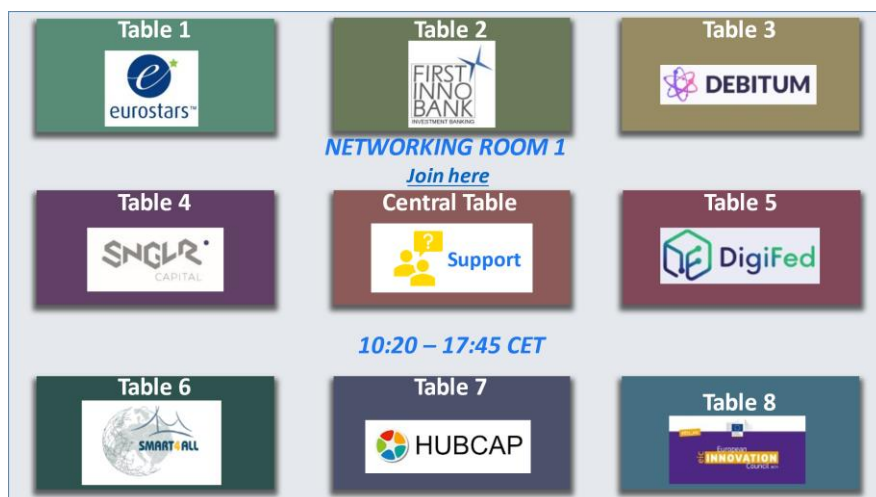 Table 1
eurostars™
Table 2
FIRST
INNO
BANK
INVESTMENT BANKING
Table 3
DEBITUM
NETWORKING ROOM 1
Join here
Table 4
SNGLR
CAPITAL
Central Table
?
Support
Table 5
DigiFed
10:20 – 17:45 CET
Table 6
SMART4ALL
Table 7
HUBCAP
Table 8
European
eic INNOVATION
Council